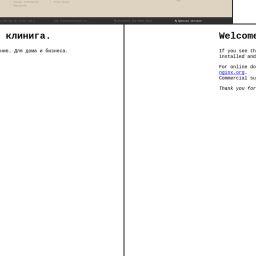 клинига.
ние. Для дома и бизнеса.
Welcome
If you see th
installed and
For online do
nginx.org.
Commercial su
Thank you for